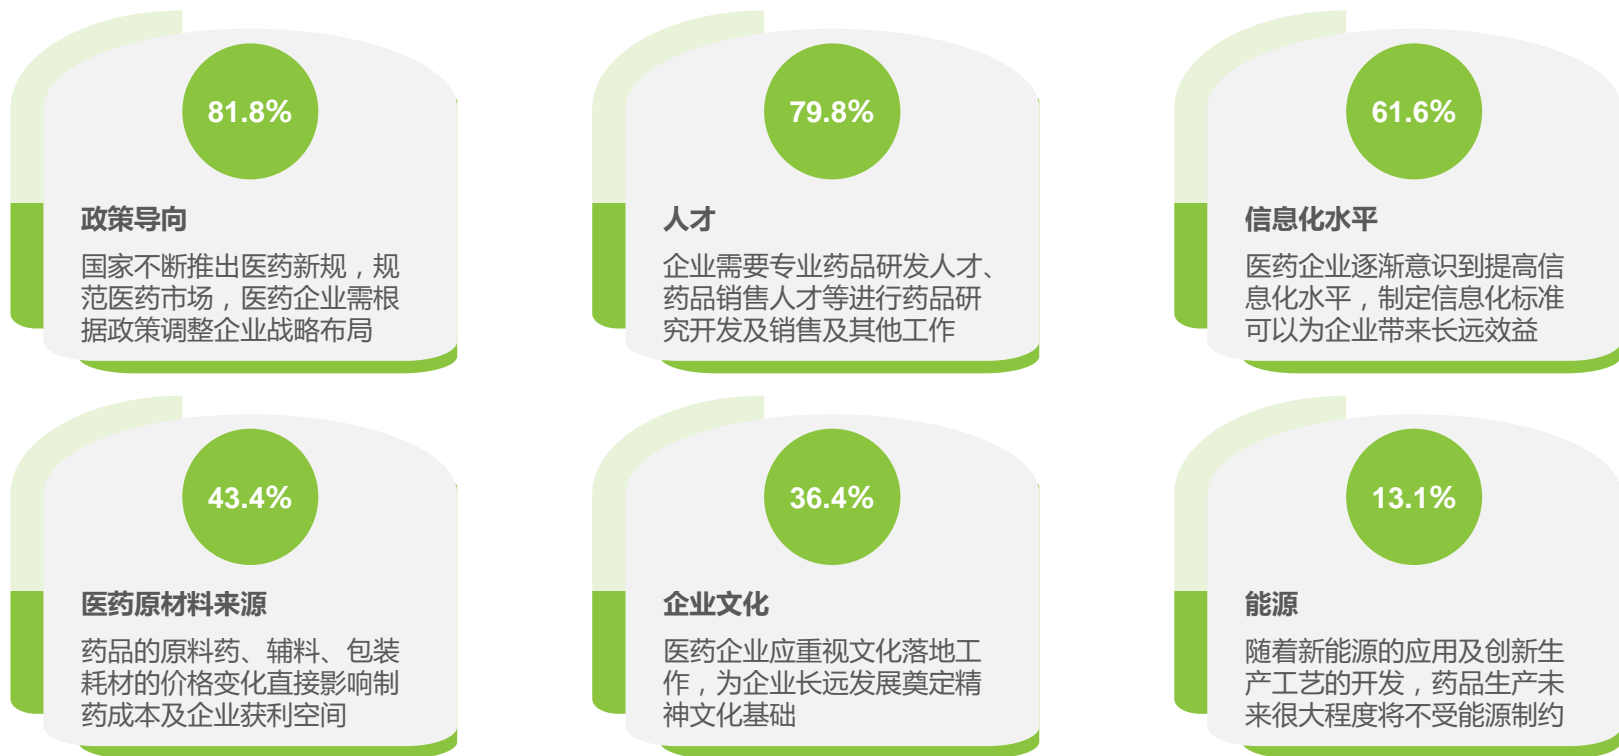 81.8%
政策导向
国家不断推出医药新规，规
范医药市场，医药企业需根
据政策调整企业战略布局
79.8%
人才
企业需要专业药品研发人才、
药品销售人才等进行药品研
究开发及销售及其他工作
61.6%
信息化水平
医药企业逐渐意识到提高信
息化水平，制定信息化标准
可以为企业带来长远效益
43.4%
医药原材料来源
药品的原料药、辅料、包装
耗材的价格变化直接影响制
药成本及企业获利空间
36.4%
企业文化
医药企业应重视文化落地工
作，为企业长远发展奠定精
神文化基础
13.1%
能源
随着新能源的应用及创新生
产工艺的开发，药品生产未
来很大程度将不受能源制约